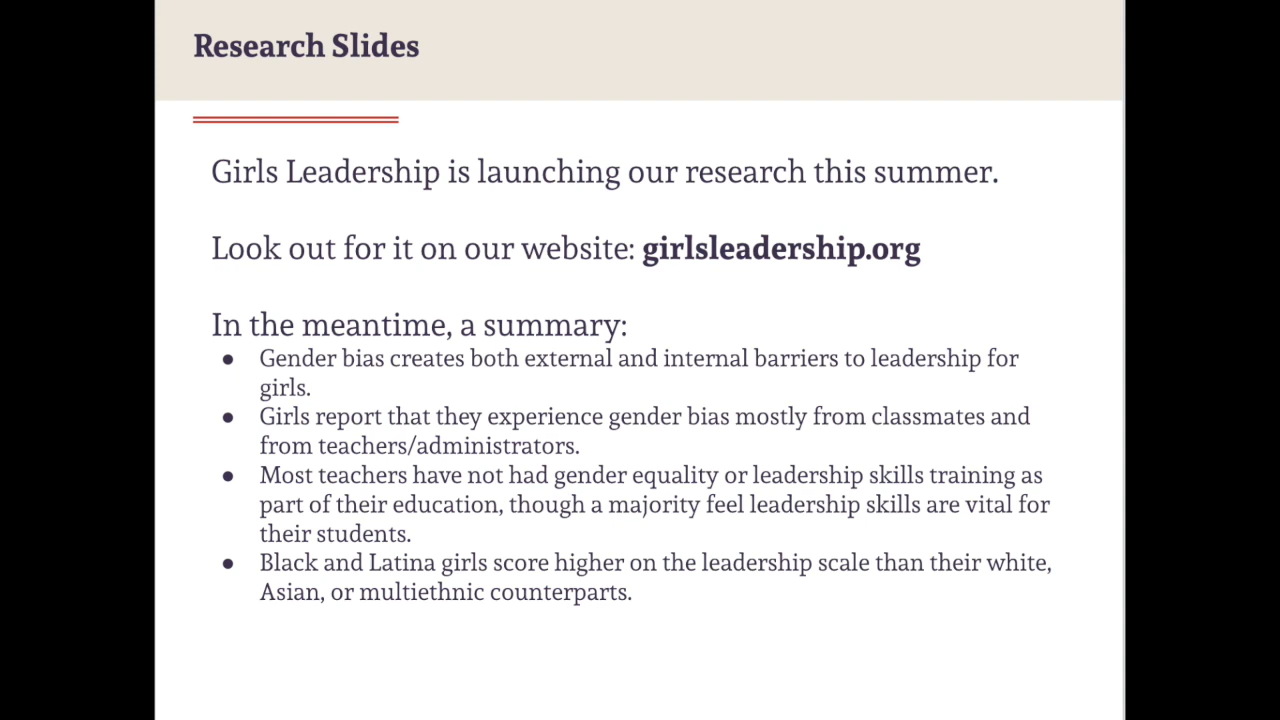 Research Slides
Girls Leadership is launching our research this summer.
Look out for it on our website: girlsleadership.org
In the meantime, a summary:
● Gender bias creates both external and internal barriers to leadership for
girls.
● Girls report that they experience gender bias mostly from classmates and
from teachers/administrators.
● Most teachers have not had gender equality or leadership skills training as
part of their education, though a majority feel leadership skills are vital for
their students.
● Black and Latina girls score higher on the leadership scale than their white,
Asian, or multiethnic counterparts.